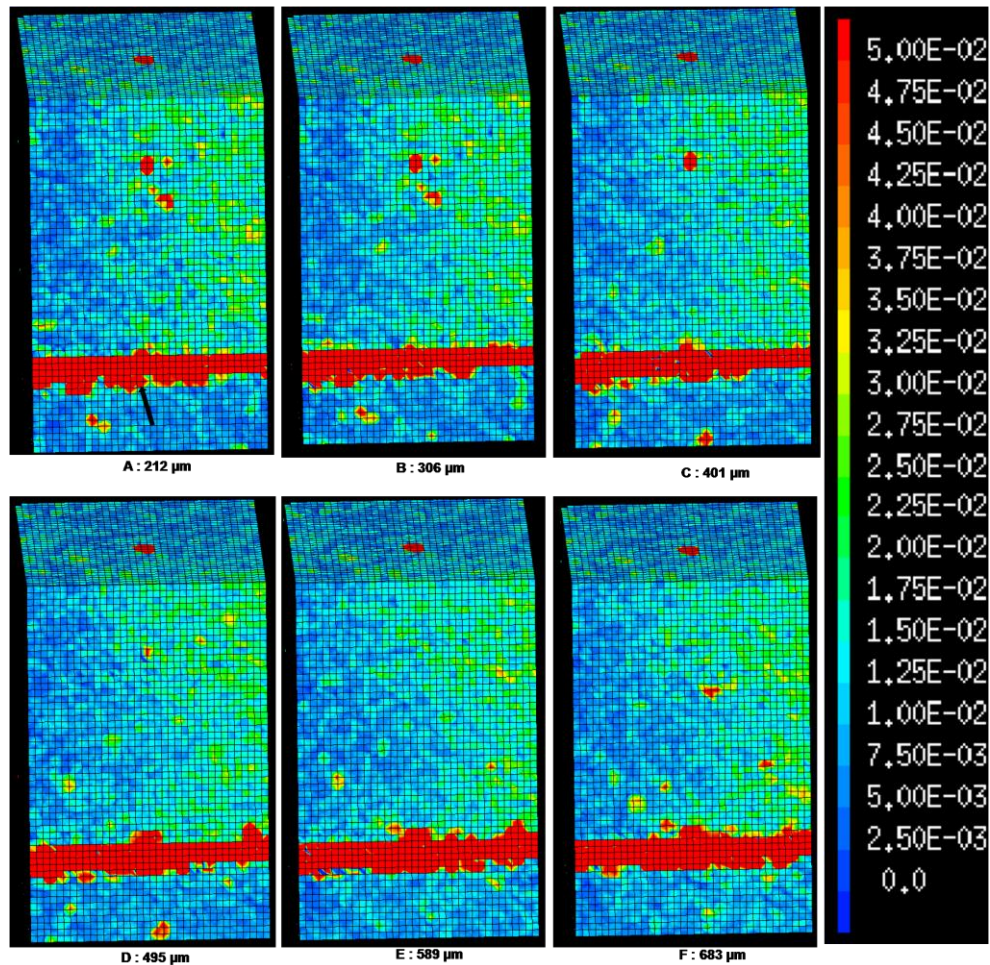 5.00E-02
4.75E-02
4.50E-02
4.25E-02
4.00E-02
3.75E-02
3.50E-02
3.25E-02
3.00E-02
2.75E-02
2.50E-02
2.25E-02
2.00E-02
1.75E-02
1.50E-02
1.25E-02
1.00E-02
7.50E-03
5.00E-03
2.50E-03
0.0
A : 212 µm
B : 306 µm
C : 401 µm
D : 495 µm
E : 589 µm
F : 683 µm